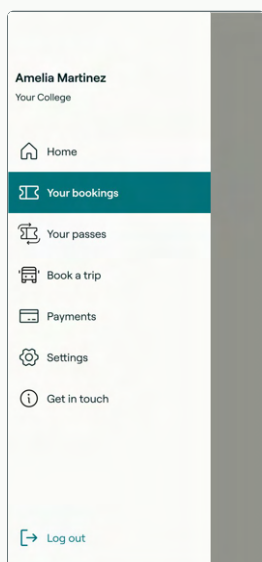 Amelia Martinez
Your College
Home
Your bookings
Your passes
Book a trip
Payments
Settings
Get in touch
Log out